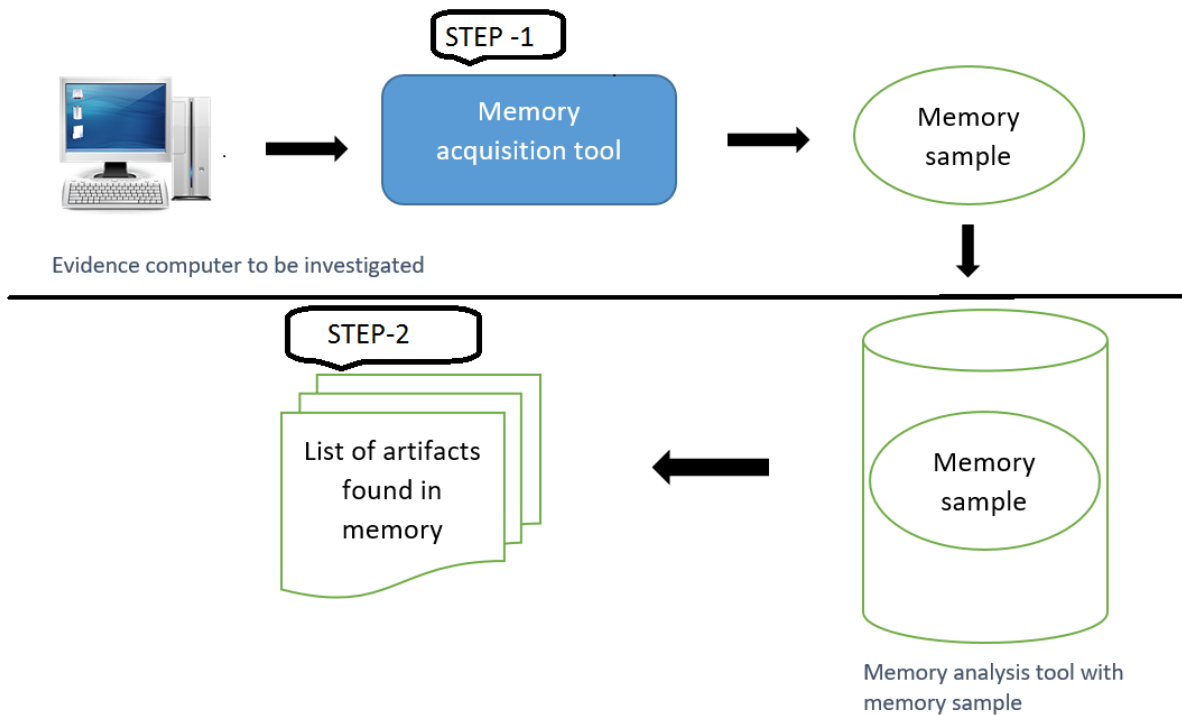 STEP -1
Memory
acquisition tool
Memory
sample
Evidence computer to be investigated
STEP-2
List of artifacts
found in
memory
Memory
sample
Memory analysis tool with
memory sample